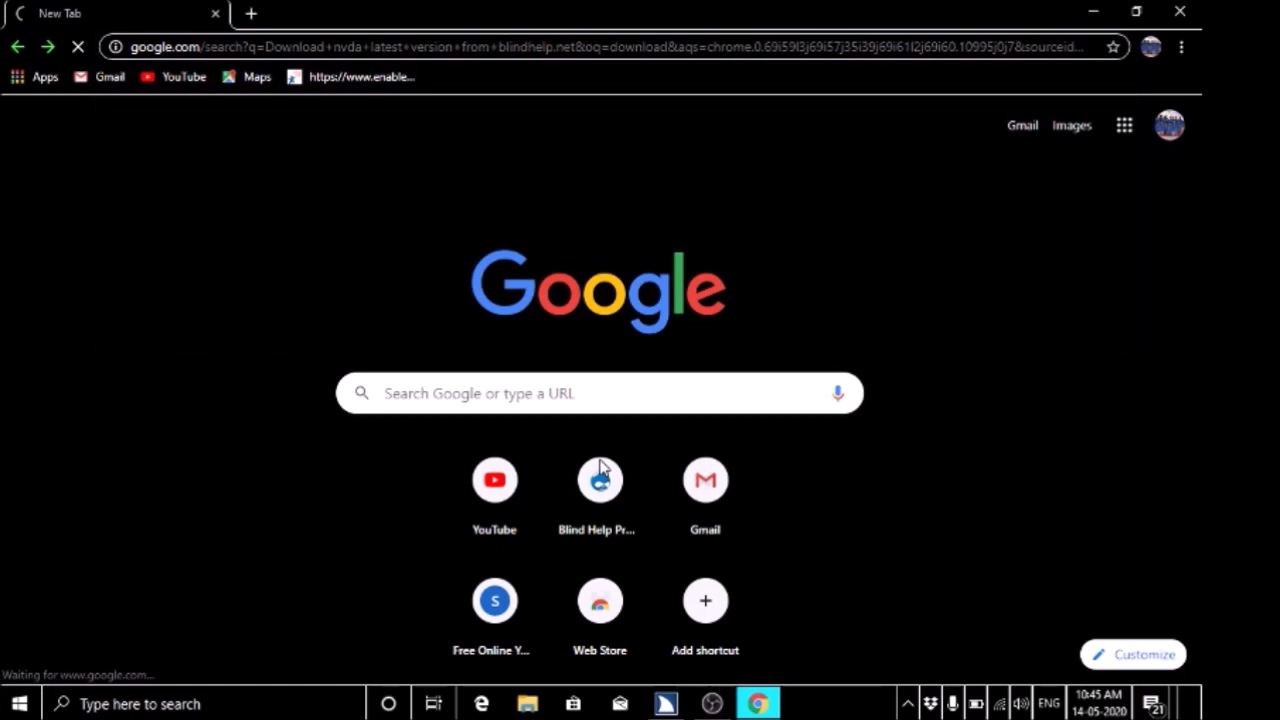 New Tab
google.com/search?q=Download+nvda+latest+version+from+blindhelp.net&oq=download&aqs=chrome.0.69i59l3j69i57j35i39j69i61l2j69i60.10995j0j7&sourceid...
Apps Gmail YouTube Maps https://www.enable...
Gmail Images
Google
Search Google or type a URL
YouTube Blind Help Pr... Gmail
S
Free Online Y... Web Store Add shortcut
Customize
Waiting for www.google.com...
Type here to search
ENG
10:45 AM
14-05-2020
21